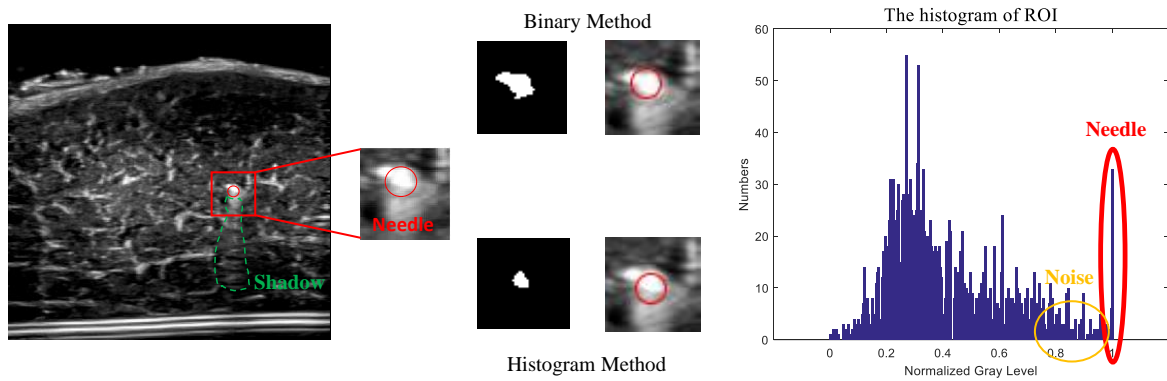 Binary Method
Needle
Shadow
Histogram Method
The histogram of ROI
Numbers
60
50
40
30
20
10
0
Needle
Noise
0
0.2
0.4
0.6
0.8
1
Normalized Gray Level